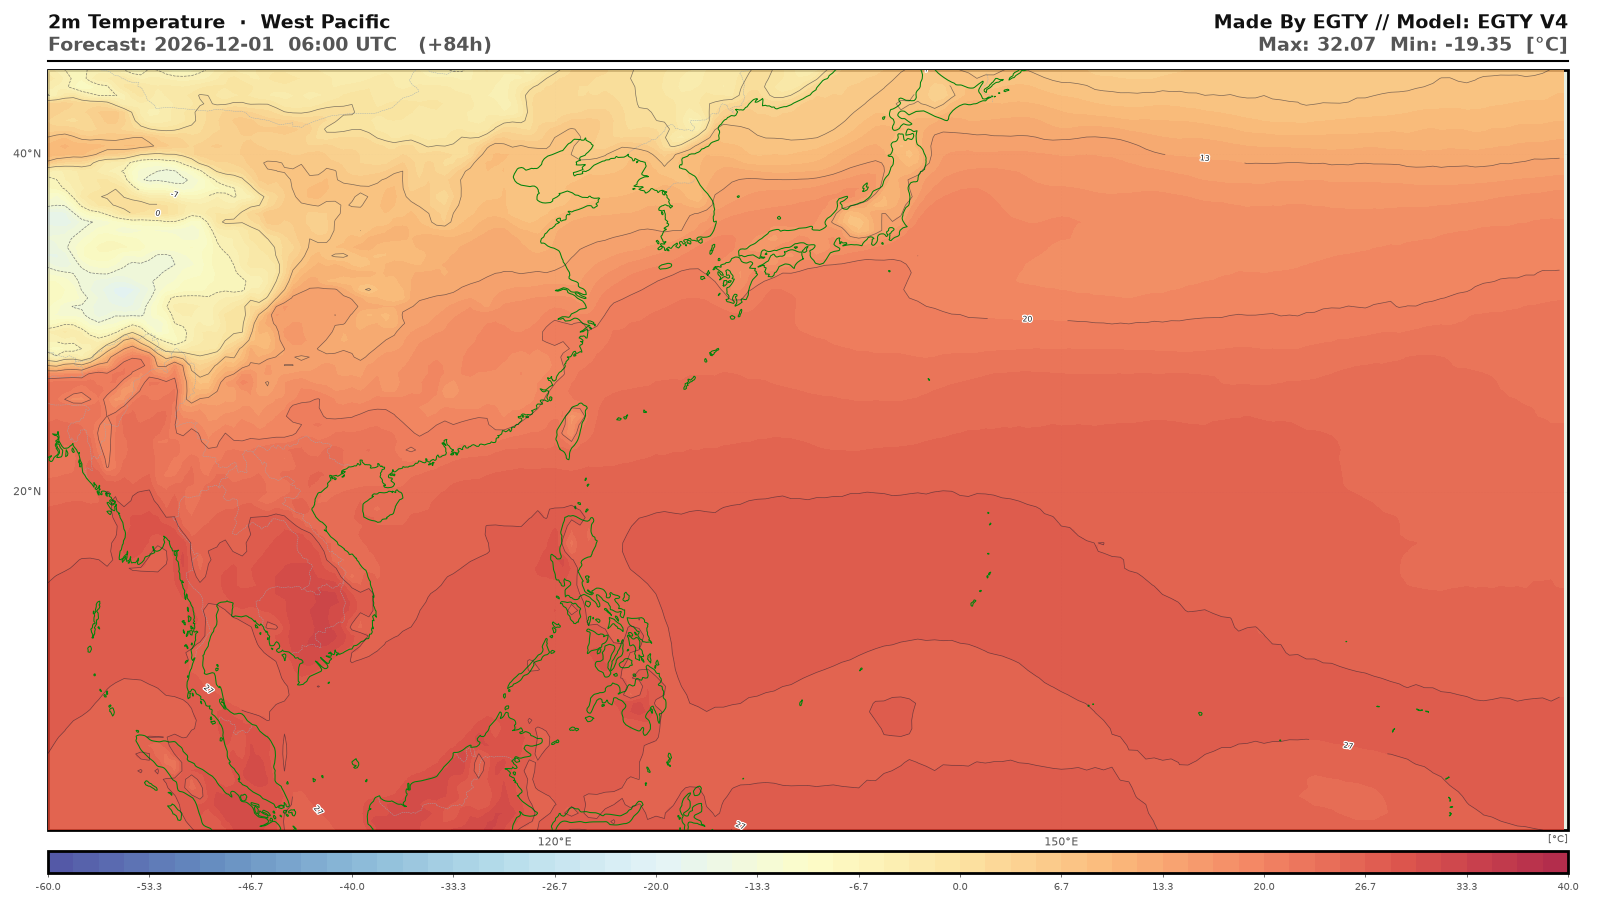 2m Temperature · West Pacific
Made By EGTY // Model: EGTY V4
Forecast: 2026-12-01 06:00 UTC (+84h)
Max: 32.07 Min: -19.35 [°C]
40°N
13
-7
0
20
20°N
27
27
27
27
120°E
150°E
[°C]
-60.0 -53.3 -46.7 -40.0 -33.3 -26.7 -20.0 -13.3 -6.7 0.0 6.7 13.3 20.0 26.7 33.3 40.0